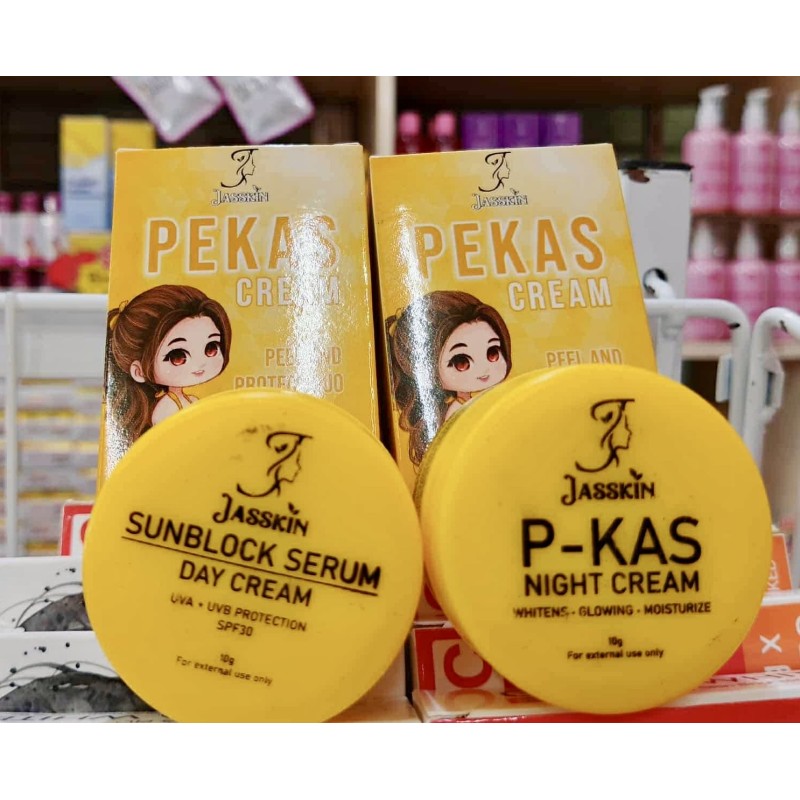 JASSKIN
PEKAS
CREAM
PEEL AND
PROTECT DUO
JASSKIN
PEKAS
CREAM
PEEL AND
JASSKIN
SUNBLOCK SERUM
DAY CREAM
UVA + UVB PROTECTION
SPF30
10g
For external use only
JASSKIN
P-KAS
NIGHT CREAM
WHITENS - GLOWING - MOISTURIZE
10g
For external use only